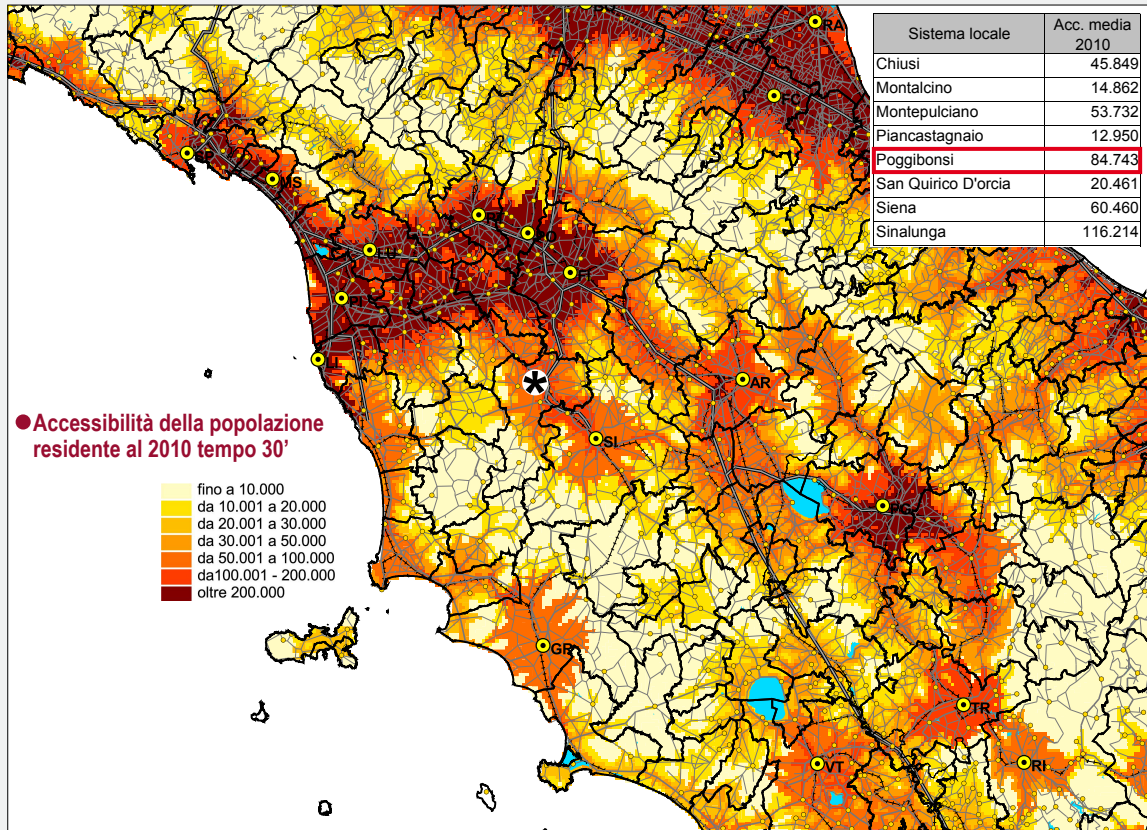 Sistema locale Acc. media 2010
Chiusi 45.849
Montalcino 14.862
Montepulciano 53.732
Piancastagnaio 12.950
Poggibonsi 84.743
San Quirico D'orcia 20.461
Siena 60.460
Sinalunga 116.214
RA
MS
AR
SI
GR
TR
VT
RI
Accessibilità della popolazione
residente al 2010 tempo 30'
fino a 10.000
da 10.001 a 20.000
da 20.001 a 30.000
da 30.001 a 50.000
da 50.001 a 100.000
da100.001 - 200.000
oltre 200.000